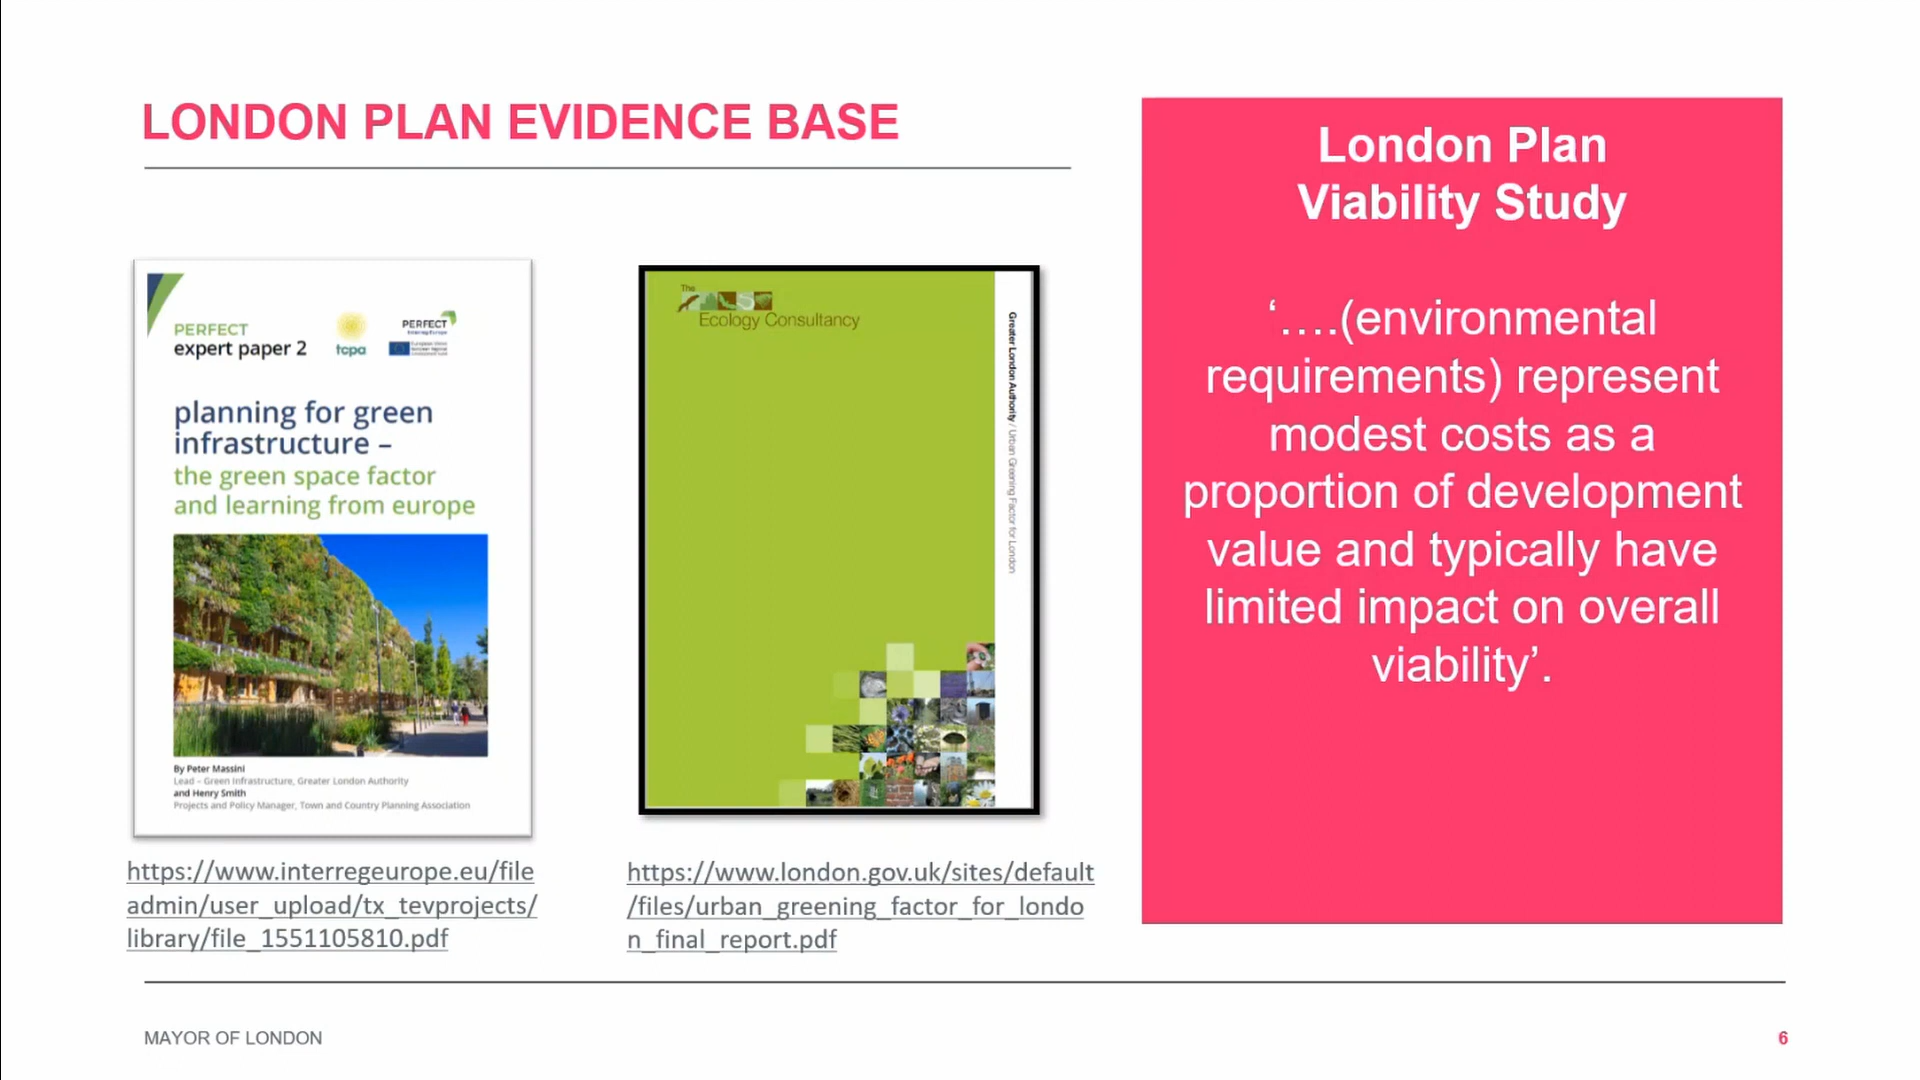 LONDON PLAN EVIDENCE BASE
PERFECT
expert paper 2
tcpa
PERFECT
Interreg Europe
planning for green
infrastructure –
the green space factor
and learning from europe
By Peter Massini
Lead – Green Infrastructure, Greater London Authority
and Henry Smith
Projects and Policy Manager, Town and Country Planning Association
https://www.interregeurope.eu/file
admin/user_upload/tx_tevprojects/
library/file_1551105810.pdf
The
Ecology Consultancy
Greater London Authority / Urban Greening Factor for London
https://www.london.gov.uk/sites/default
/files/urban_greening_factor_for_londo
n_final_report.pdf
London Plan
Viability Study
‘….(environmental
requirements) represent
modest costs as a
proportion of development
value and typically have
limited impact on overall
viability’.
MAYOR OF LONDON
6